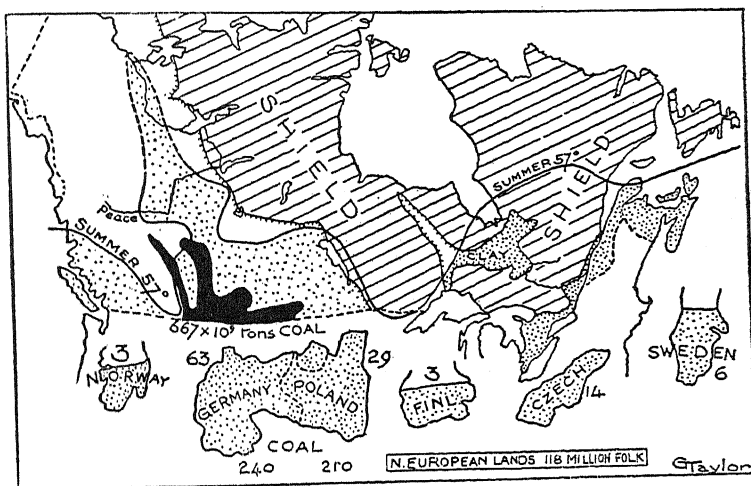 SHIELD
SUMMER 57°
SHIELD
Peace
SUMMER 57°
CLAY
667 x 10⁹ tons COAL
63
29
3
NORWAY
GERMANY
POLAND
3
FINL.
CZECH
14
SWEDEN
6
COAL
240
210
N. EUROPEAN LANDS 118 MILLION FOLK
GTaylor